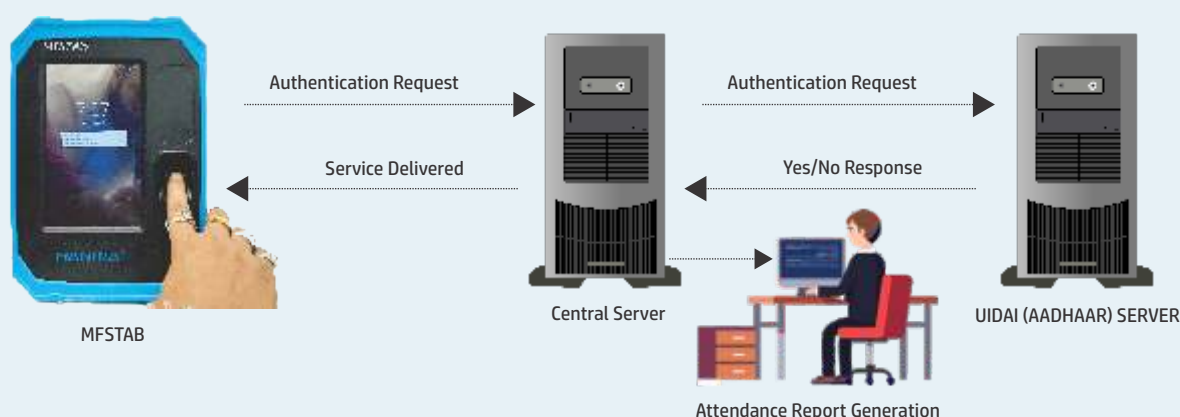 Authentication Request
Authentication Request
Service Delivered
Yes/No Response
MFSTAB
Central Server
UIDAI (AADHAAR) SERVER
Attendance Report Generation